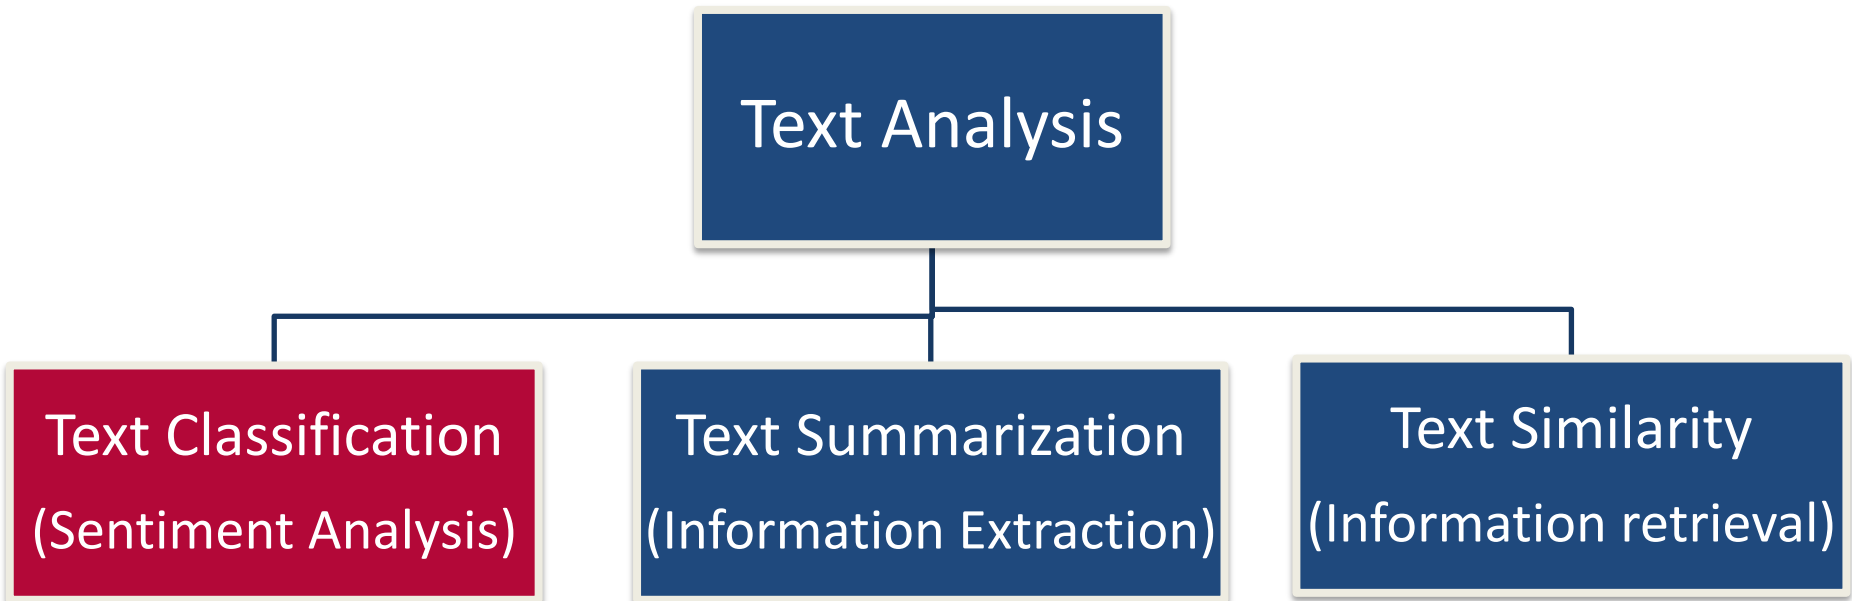 Text Analysis
Text Classification
(Sentiment Analysis)
Text Summarization
(Information Extraction)
Text Similarity
(Information retrieval)